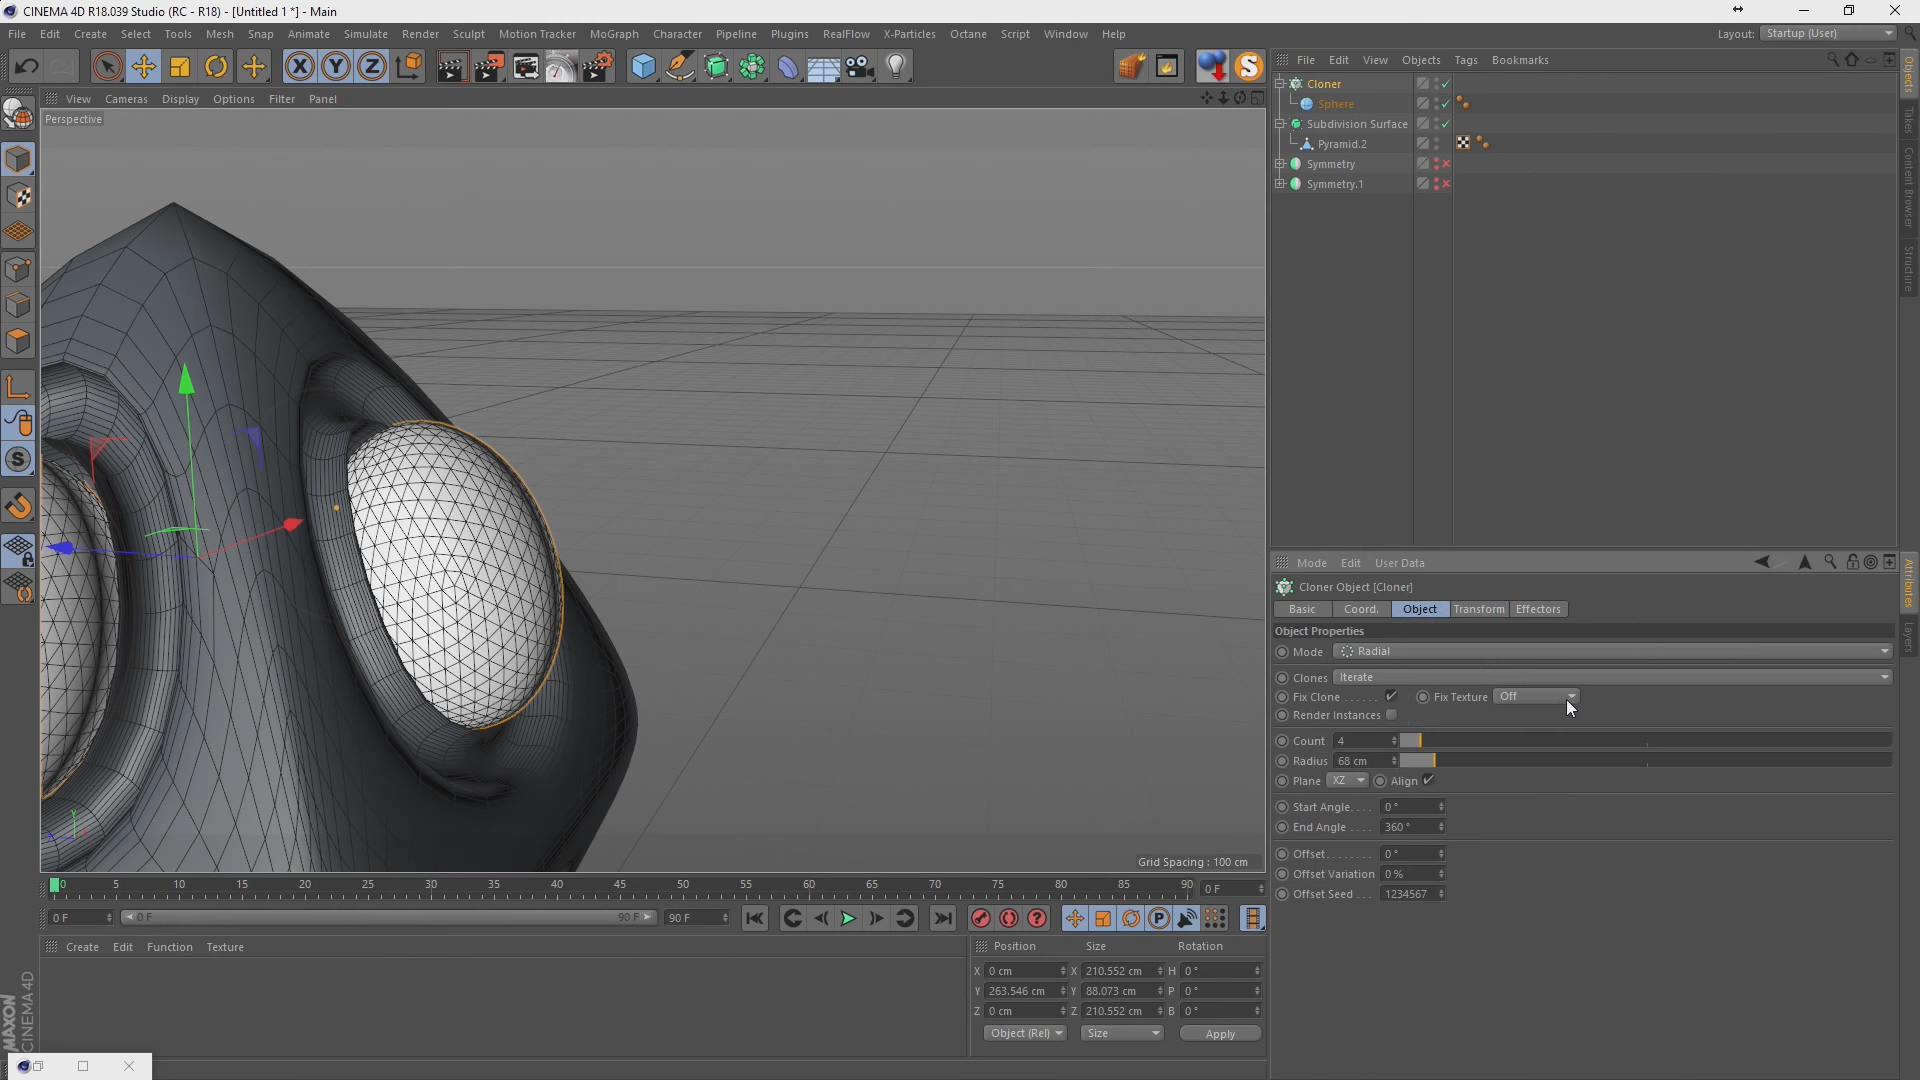 CINEMA 4D R18.039 Studio (RC - R18) - [Untitled 1 *] - Main
File Edit Create Select Tools Mesh Snap Animate Simulate Render Sculpt Motion Tracker MoGraph Character Pipeline Plugins RealFlow X-Particles Octane Script Window Help
Layout: Startup (User)
File Edit View Objects Tags Bookmarks
View Cameras Display Options Filter Panel
Perspective
Cloner
Sphere
Subdivision Surface
Pyramid.2
Symmetry
Symmetry.1
Objects
Takes
Content Browser
Structure
Grid Spacing : 100 cm
Mode Edit User Data
Cloner Object [Cloner]
Basic Coord. Object Transform Effectors
Object Properties
Mode Radial
Clones Iterate
Fix Clone . . . . . . Fix Texture Off
Render Instances
Count 4
Radius 68 cm
Plane XZ Align
Start Angle. . . . 0 °
End Angle . . . . 360 °
Offset. . . . . . . . 0 °
Offset Variation 0 %
Offset Seed . . . 1234567
Attributes
Layers
0 5 10 15 20 25 30 35 40 45 50 55 60 65 70 75 80 85 90
0 F
0 F 0 F 90 F 90 F
Create Edit Function Texture
Position Size Rotation
X 0 cm X 210.552 cm H 0 °
Y 263.546 cm Y 88.073 cm P 0 °
Z 0 cm Z 210.552 cm B 0 °
Object (Rel) Size Apply
MAXON
CINEMA 4D